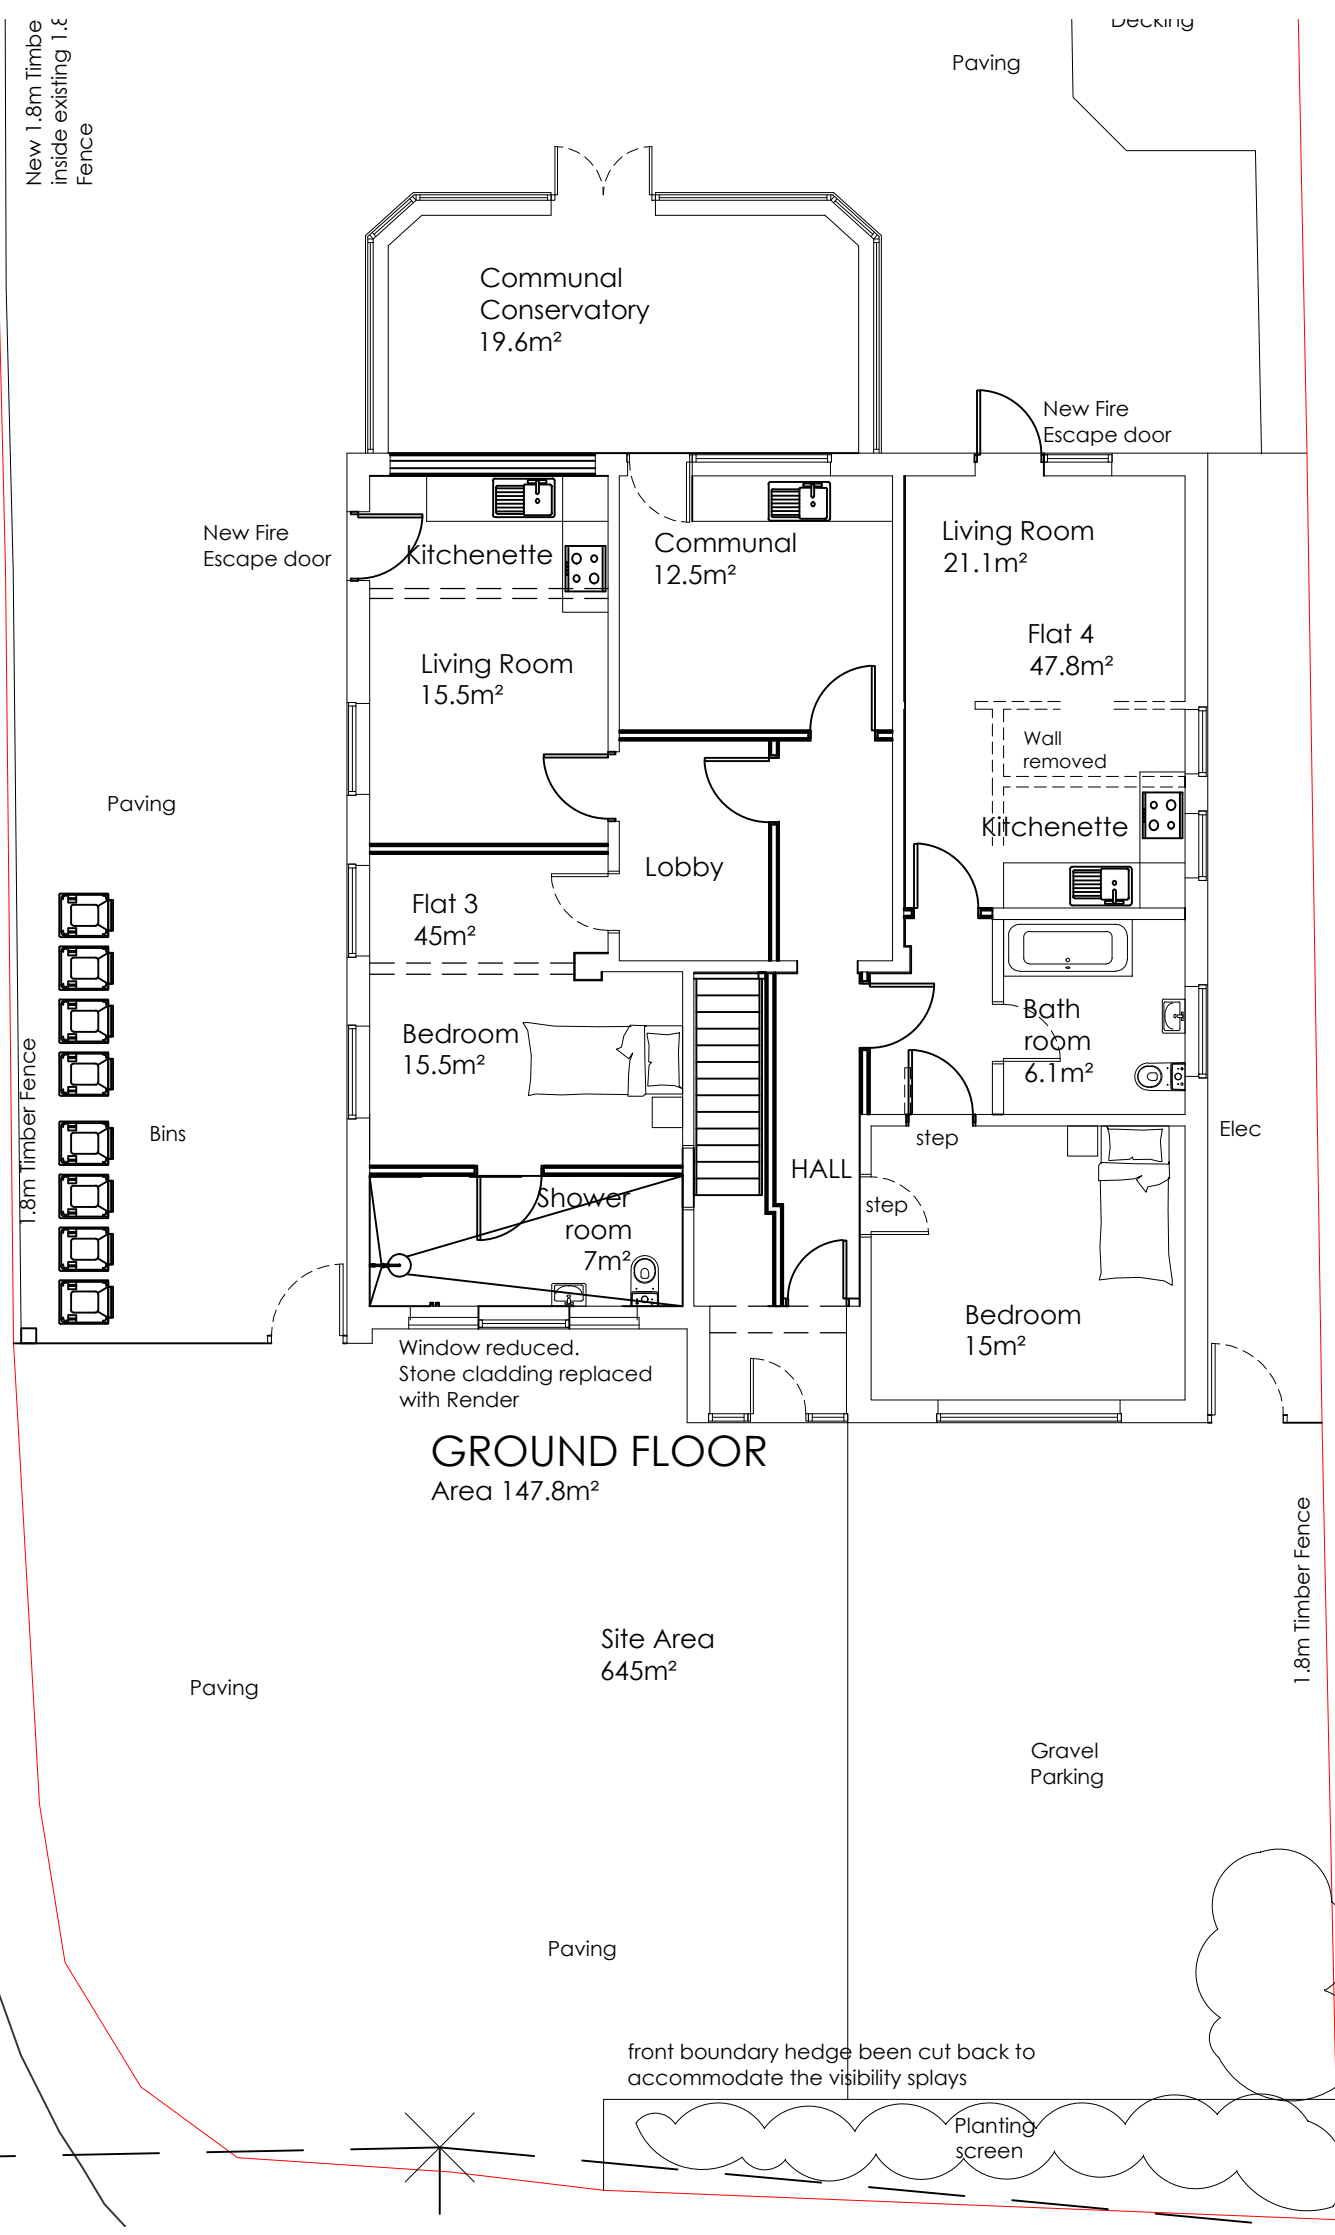 New 1.8m Timbe
inside existing 1.8
Fence
Decking
Paving
Communal
Conservatory
19.6m²
New Fire
Escape door
New Fire
Escape door
Kitchenette
Communal
12.5m²
Living Room
21.1m²
Flat 4
47.8m²
Living Room
15.5m²
Wall
removed
Paving
Kitchenette
Lobby
Flat 3
45m²
Bedroom
15.5m²
Bath
room
6.1m²
1.8m Timber Fence
Bins
step
Elec
HALL
step
Shower
room
7m²
Bedroom
15m²
Window reduced.
Stone cladding replaced
with Render
GROUND FLOOR
Area 147.8m²
1.8m Timber Fence
Site Area
645m²
Paving
Gravel
Parking
Paving
front boundary hedge been cut back to
accommodate the visibility splays
Planting
screen